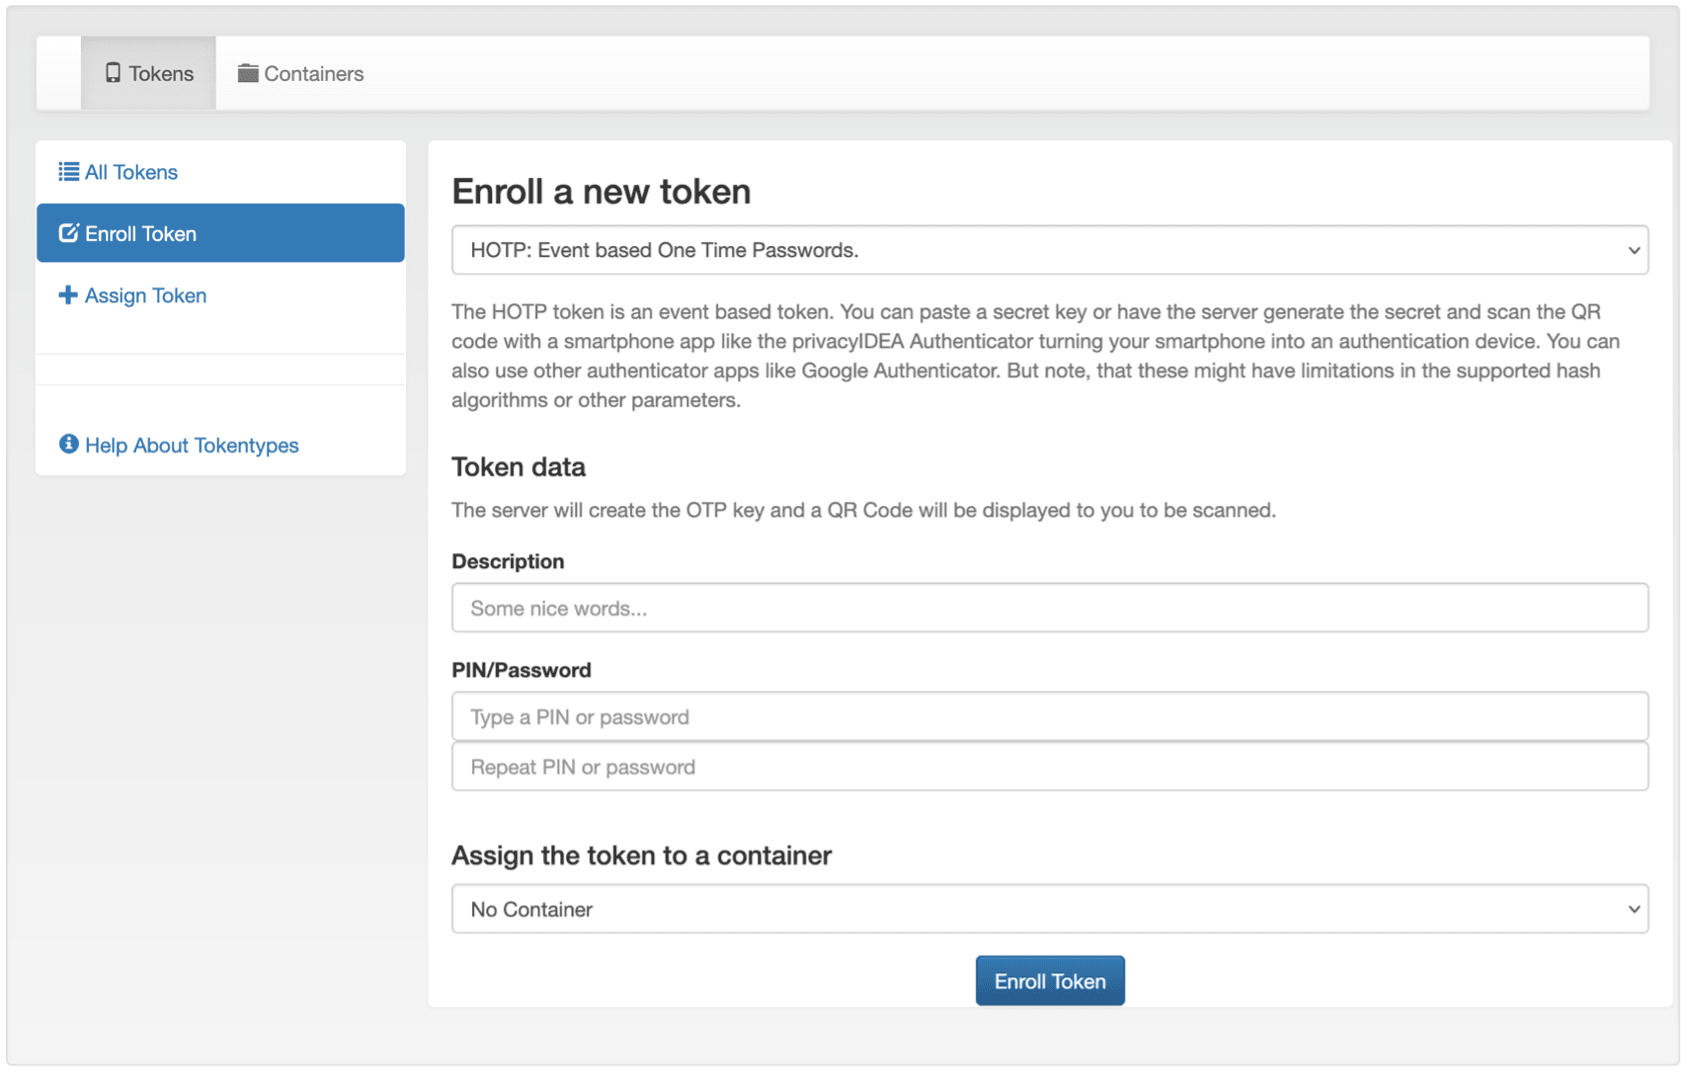 Tokens
Containers
All Tokens
Enroll Token
Assign Token
Help About Tokentypes
Enroll a new token
HOTP: Event based One Time Passwords.
The HOTP token is an event based token. You can paste a secret key or have the server generate the secret and scan the QR
code with a smartphone app like the privacyIDEA Authenticator turning your smartphone into an authentication device. You can
also use other authenticator apps like Google Authenticator. But note, that these might have limitations in the supported hash
algorithms or other parameters.
Token data
The server will create the OTP key and a QR Code will be displayed to you to be scanned.
Description
Some nice words...
PIN/Password
Type a PIN or password
Repeat PIN or password
Assign the token to a container
No Container
Enroll Token